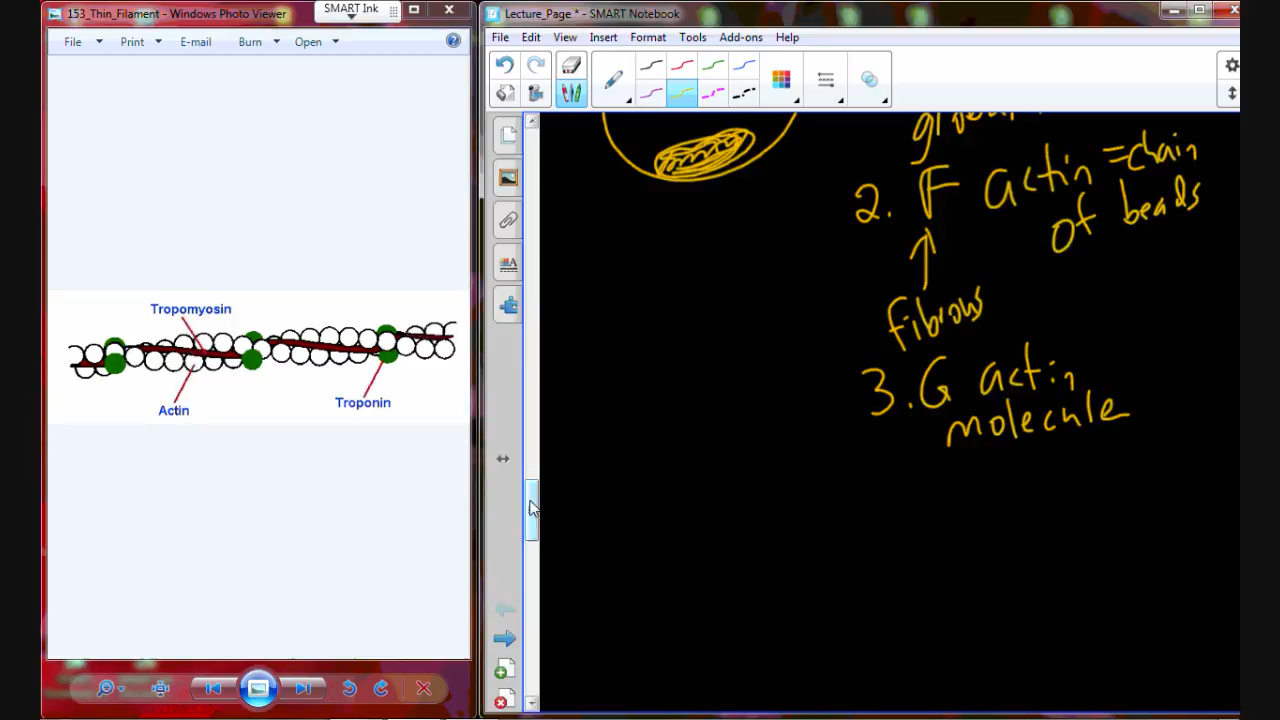 153_Thin_Filament - Windows Photo Viewer
SMART Ink
File Print E-mail Burn Open
Tropomyosin
Actin
Troponin
Lecture_Page * - SMART Notebook
File Edit View Insert Format Tools Add-ons Help
2. F actin = chain
of beads
fibrous
3. G actin
molecule